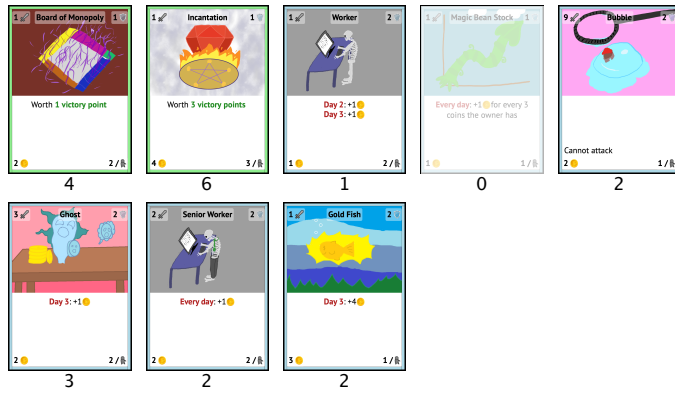 1 Board of Monopoly 1
Worth 1 victory point
2 2 /
4
1 Incantation 1
Worth 3 victory points
4 3 /
6
1 Worker 2
Day 2: +1
Day 3: +1
1 2 /
1
1 Magic Bean Stock 1
Every day: +1 for every 3
coins the owner has
1 1 /
0
9 Bubble 2
Cannot attack
2 1 /
2
3 Ghost 2
Day 3: +1
2 2 /
3
2 Senior Worker 2
Every day: +1
2 2 /
2
1 Gold Fish 2
Day 3: +4
3 1 /
2